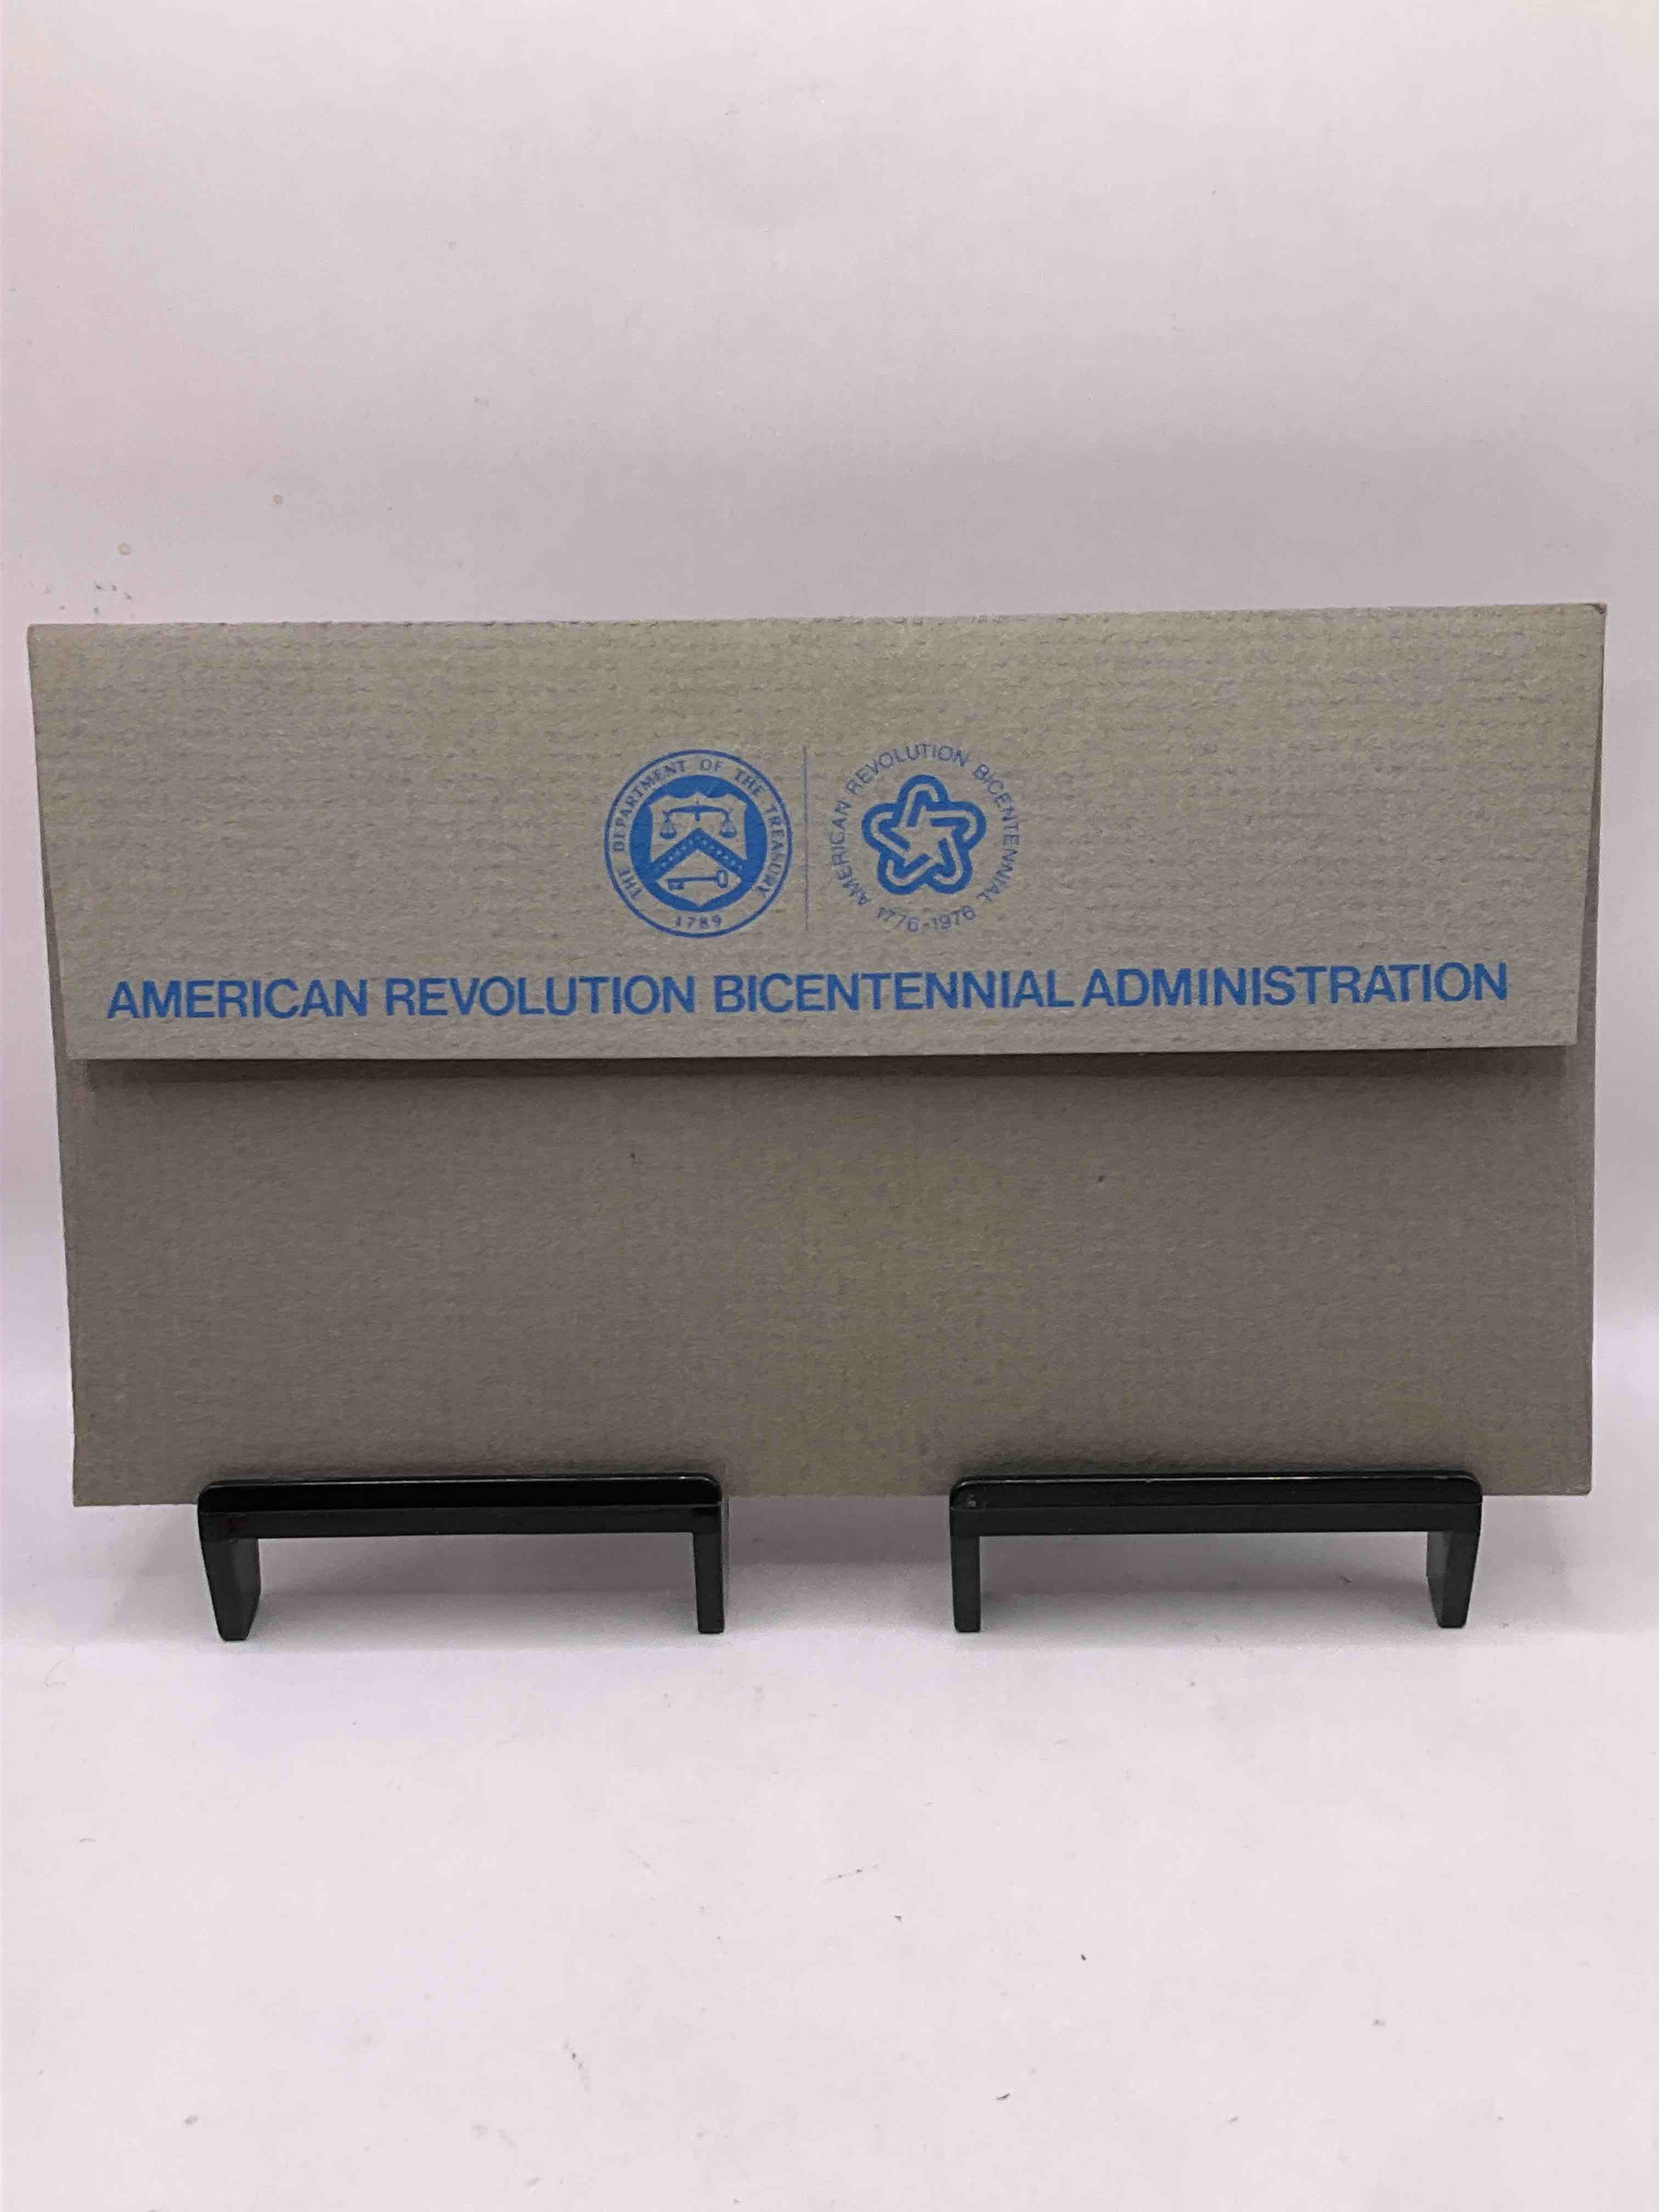 THE DEPARTMENT OF THE TREASURY
1789
AMERICAN REVOLUTION BICENTENNIAL
1776-1976
AMERICAN REVOLUTION BICENTENNIAL ADMINISTRATION